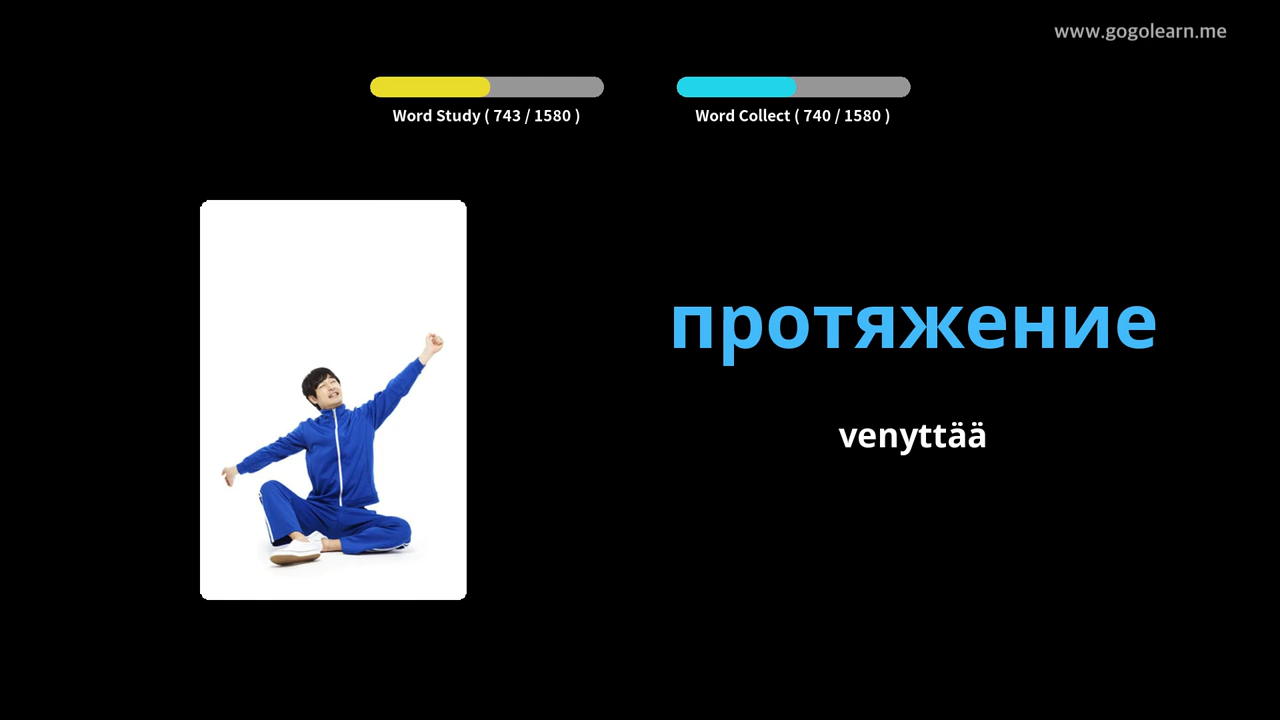 www.gogolearn.me
Word Study ( 743 / 1580 )
Word Collect ( 740 / 1580 )
протяжение
venyttää